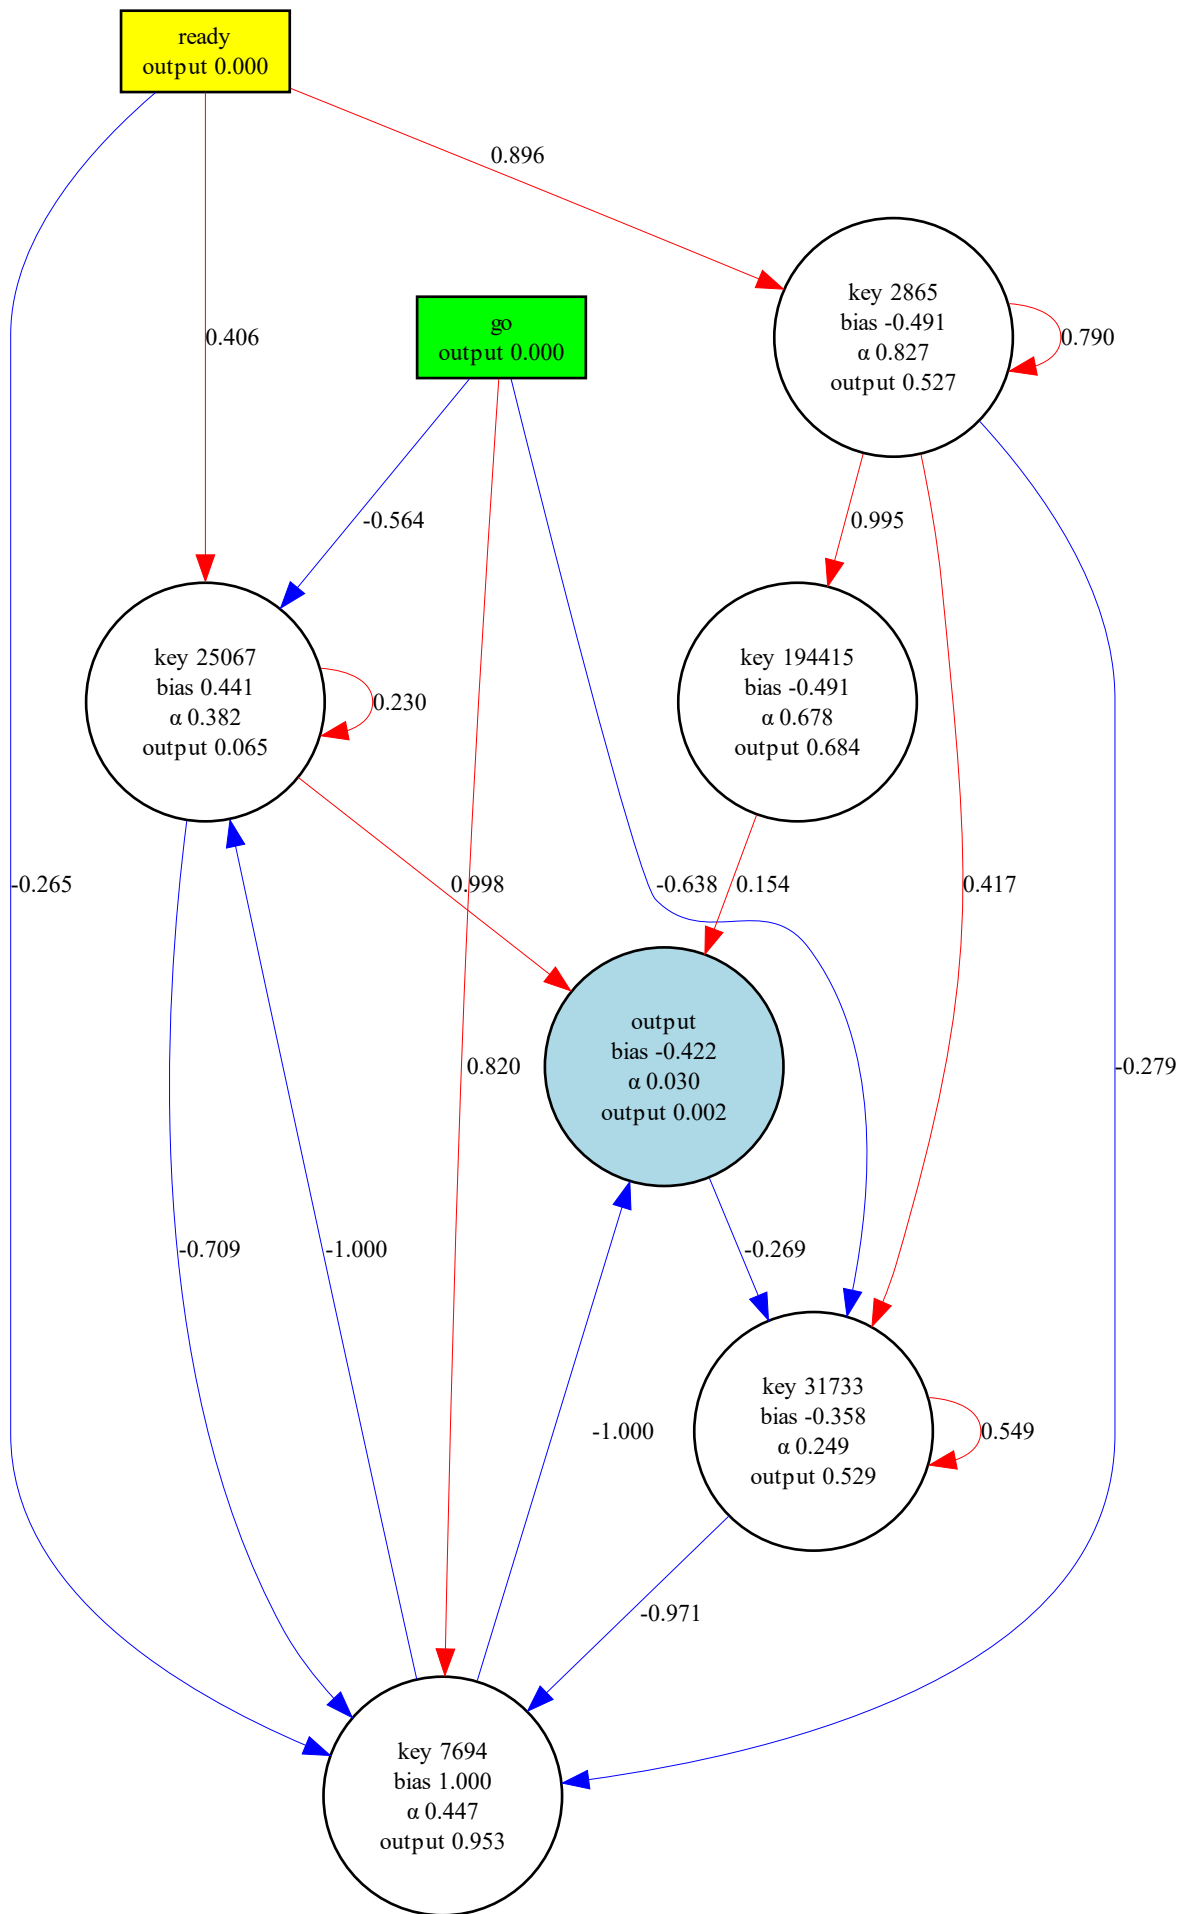 ready
output 0.000
0.896
key 2865
bias -0.491
α 0.827
output 0.527
0.790
go
output 0.000
0.406
-0.564
0.995
key 25067
bias 0.441
α 0.382
output 0.065
0.230
key 194415
bias -0.491
α 0.678
output 0.684
-0.265
0.998
-0.638
0.154
0.417
output
bias -0.422
α 0.030
output 0.002
0.820
-0.279
-0.709
-1.000
-0.269
key 31733
bias -0.358
α 0.249
output 0.529
0.549
-1.000
-0.971
key 7694
bias 1.000
α 0.447
output 0.953